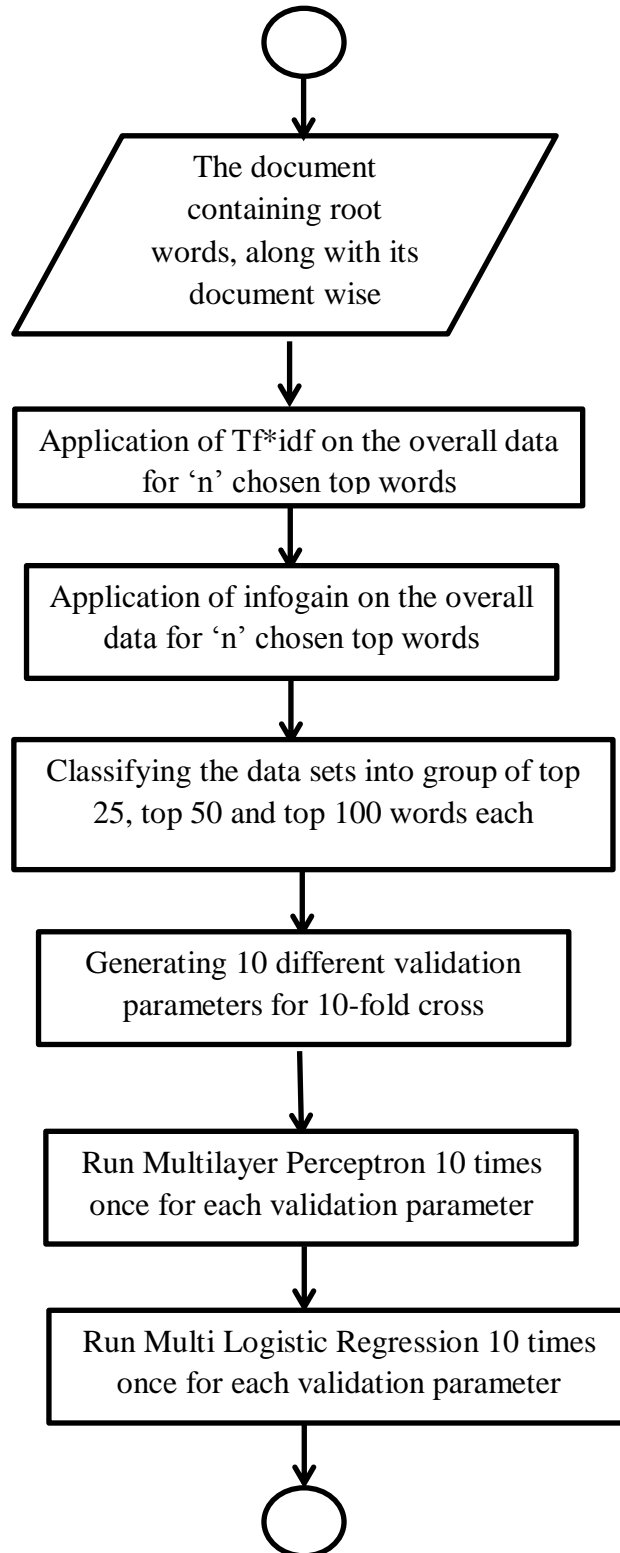 The
document
containing root
words, along with its
document wise
Application of Tf*idf on the overall data
for ‘n’ chosen top words
Application of infogain on the overall
data for ‘n’ chosen top words
Classifying the data sets into group of top
25, top 50 and top 100 words each
Generating 10 different validation
parameters for 10-fold cross
Run Multilayer Perceptron 10 times
once for each validation parameter
Run Multi Logistic Regression 10 times
once for each validation parameter